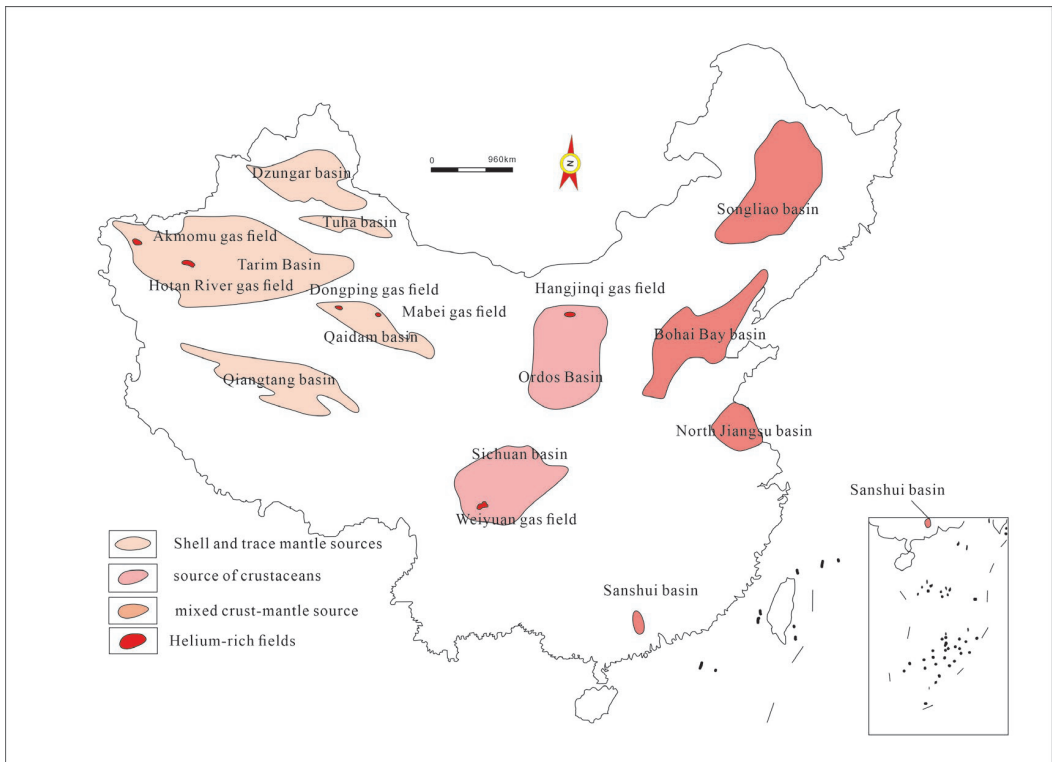 0 960km
N
Dzungar basin
Songliao basin
Tuha basin
Akmomu gas field
Tarim Basin
Hotan River gas field
Dongping gas field
Hangjinqi gas field
Mabei gas field
Qaidam basin
Bohai Bay basin
Qiangtang basin
Ordos Basin
North Jiangsu basin
Sichuan basin
Sanshui basin
Weiyuan gas field
Shell and trace mantle sources
source of crustaceans
Sanshui basin
mixed crust-mantle source
Helium-rich fields